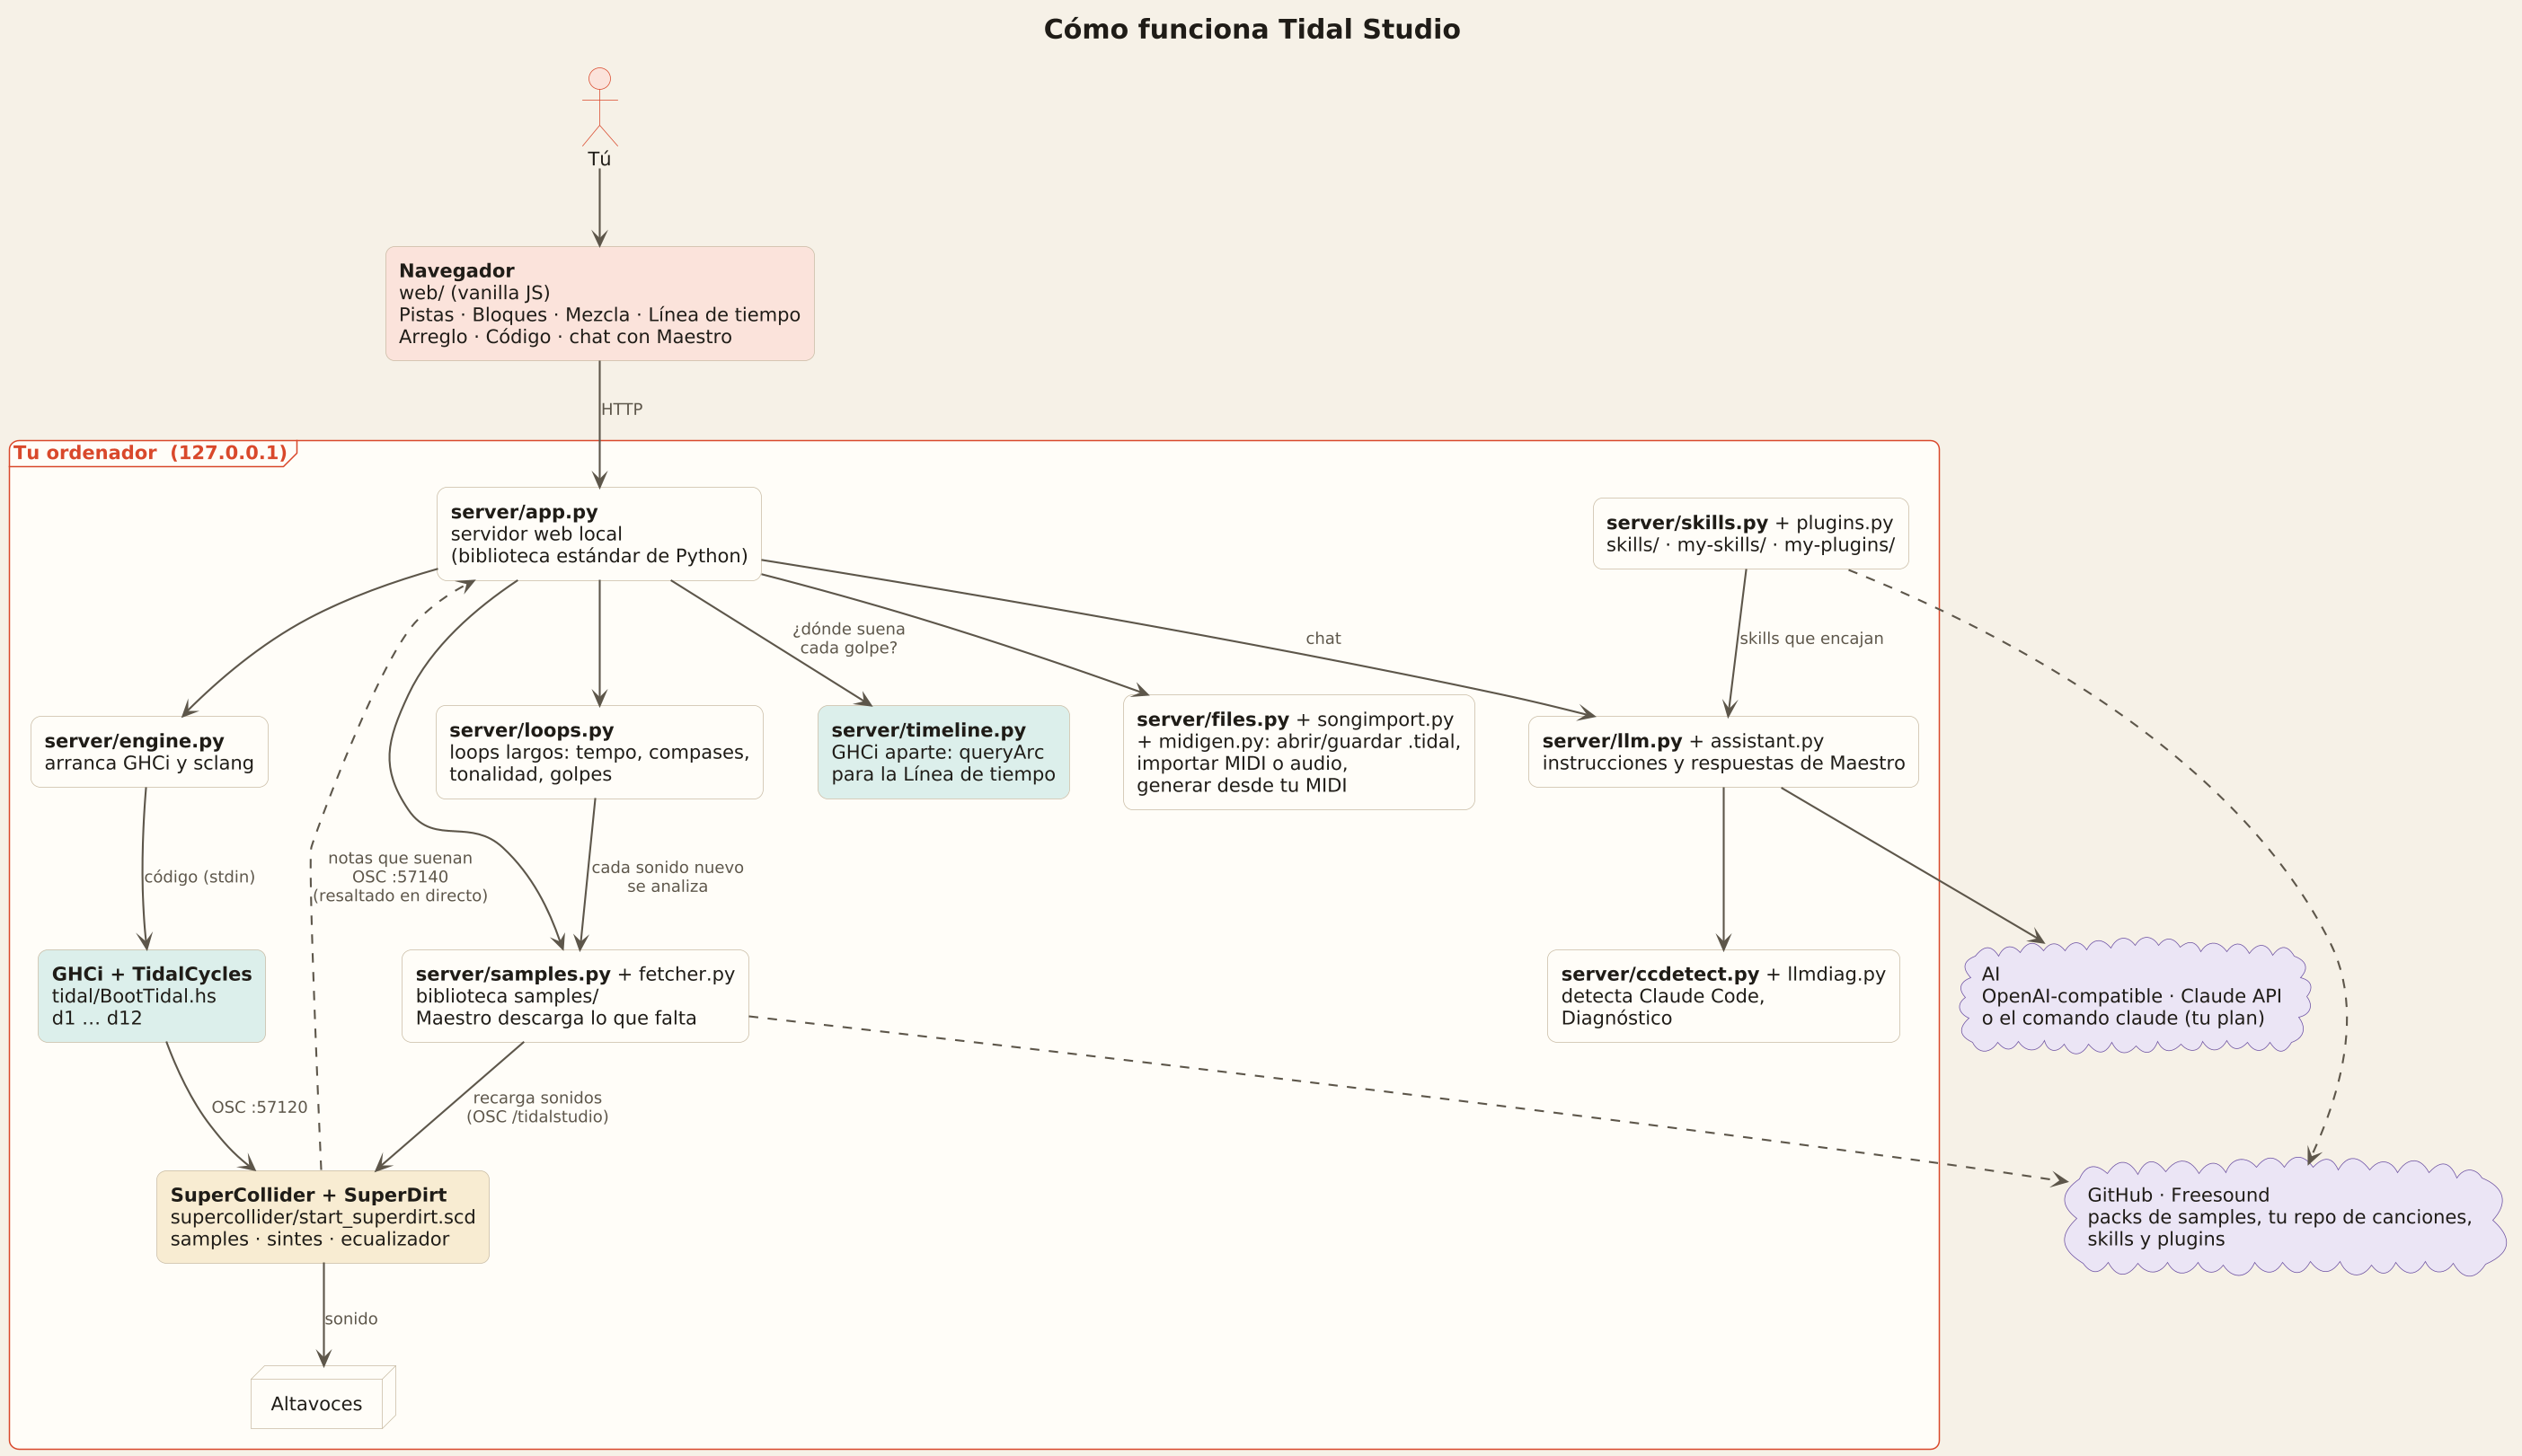 Cómo funciona Tidal Studio
Tú
Navegador
web/ (vanilla JS)
Pistas · Bloques · Mezcla · Línea de tiempo
Arreglo · Código · chat con Maestro
HTTP
Tu ordenador  (127.0.0.1)
server/app.py
servidor web local
(biblioteca estándar de Python)
server/skills.py + plugins.py
skills/ · my-skills/ · my-plugins/
¿dónde suena
cada golpe?
chat
skills que encajan
server/engine.py
arranca GHCi y sclang
server/loops.py
loops largos: tempo, compases,
tonalidad, golpes
server/timeline.py
GHCi aparte: queryArc
para la Línea de tiempo
server/files.py + songimport.py
+ midigen.py: abrir/guardar .tidal,
importar MIDI o audio,
generar desde tu MIDI
server/llm.py + assistant.py
instrucciones y respuestas de Maestro
código (stdin)
notas que suenan
OSC :57140
(resaltado en directo)
cada sonido nuevo
se analiza
GHCi + TidalCycles
tidal/BootTidal.hs
d1 … d12
server/samples.py + fetcher.py
biblioteca samples/
Maestro descarga lo que falta
server/ccdetect.py + llmdiag.py
detecta Claude Code,
Diagnóstico
AI
OpenAI-compatible · Claude API
o el comando claude (tu plan)
OSC :57120
recarga sonidos
(OSC /tidalstudio)
SuperCollider + SuperDirt
supercollider/start_superdirt.scd
samples · sintes · ecualizador
GitHub · Freesound
packs de samples, tu repo de canciones,
skills y plugins
sonido
Altavoces